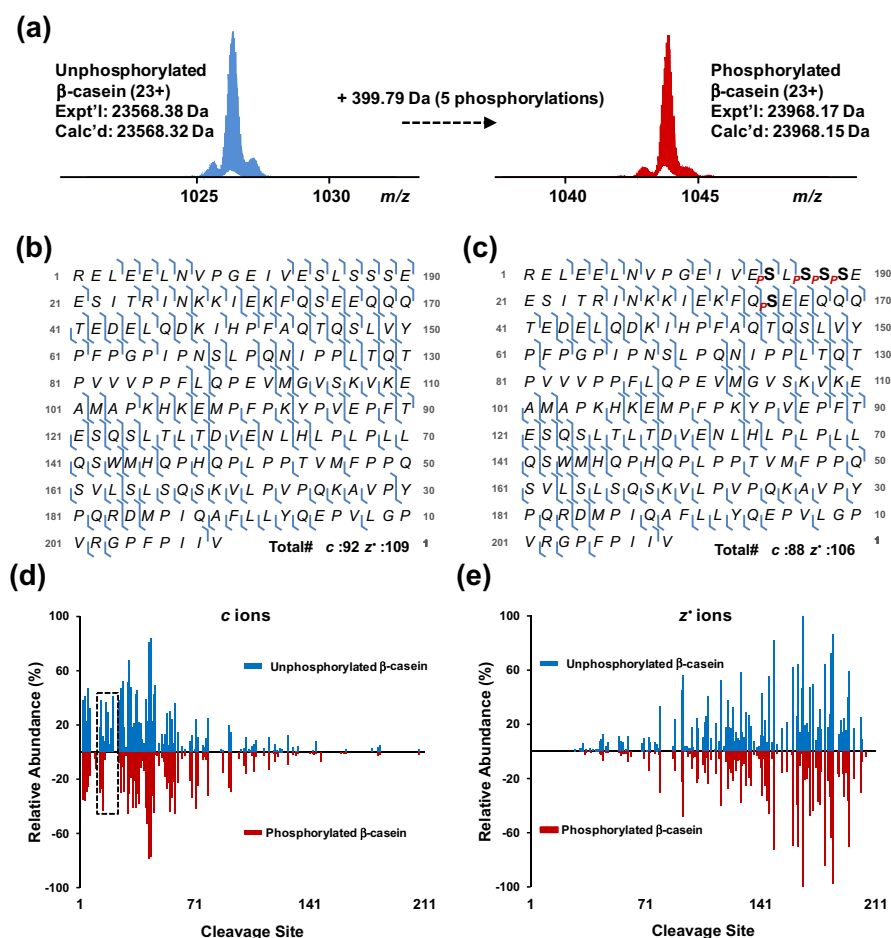 (a)
Unphosphorylated
β-casein (23+)
Expt'l: 23568.38 Da
Calc'd: 23568.32 Da
+ 399.79 Da (5 phosphorylations)
Phosphorylated
β-casein (23+)
Expt'l: 23968.17 Da
Calc'd: 23968.15 Da
1025 1030 m/z
1040 1045 m/z
(b)
1 R E L E E L N V P G E I V E S L S S S E 190
21 E S I T R I N K K I E K F Q S E E Q Q Q 170
41 T E D E L Q D K I H P F A Q T Q S L V Y 150
61 P F P G P I P N S L P Q N I P P L T Q T 130
81 P V V V P P F L Q P E V M G V S K V K E 110
101 A M A P K H K E M P F P K Y P V E P F T 90
121 E S Q S L T L T D V E N L H L P L P L L 70
141 Q S W M H Q P H Q P L P P T V M F P P Q 50
161 S V L S L S Q S K V L P V P Q K A V P Y 30
181 P Q R D M P I Q A F L L Y Q E P V L G P 10
201 V R G P F P I I V 1
Total# c :92 z• :109
(c)
1 R E L E E L N V P G E I V E pS L pS pS pS E 190
21 E S I T R I N K K I E K F Q pS E E Q Q Q 170
41 T E D E L Q D K I H P F A Q T Q S L V Y 150
61 P F P G P I P N S L P Q N I P P L T Q T 130
81 P V V V P P F L Q P E V M G V S K V K E 110
101 A M A P K H K E M P F P K Y P V E P F T 90
121 E S Q S L T L T D V E N L H L P L P L L 70
141 Q S W M H Q P H Q P L P P T V M F P P Q 50
161 S V L S L S Q S K V L P V P Q K A V P Y 30
181 P Q R D M P I Q A F L L Y Q E P V L G P 10
201 V R G P F P I I V 1
Total# c :88 z• :106
(d)
c ions
Relative Abundance (%)
100
60
20
-20
-60
-100
Unphosphorylated β-casein
Phosphorylated β-casein
1 71 141 211
Cleavage Site
(e)
z• ions
Relative Abundance (%)
100
60
20
-20
-60
-100
Unphosphorylated β-casein
Phosphorylated β-casein
1 71 141 211
Cleavage Site